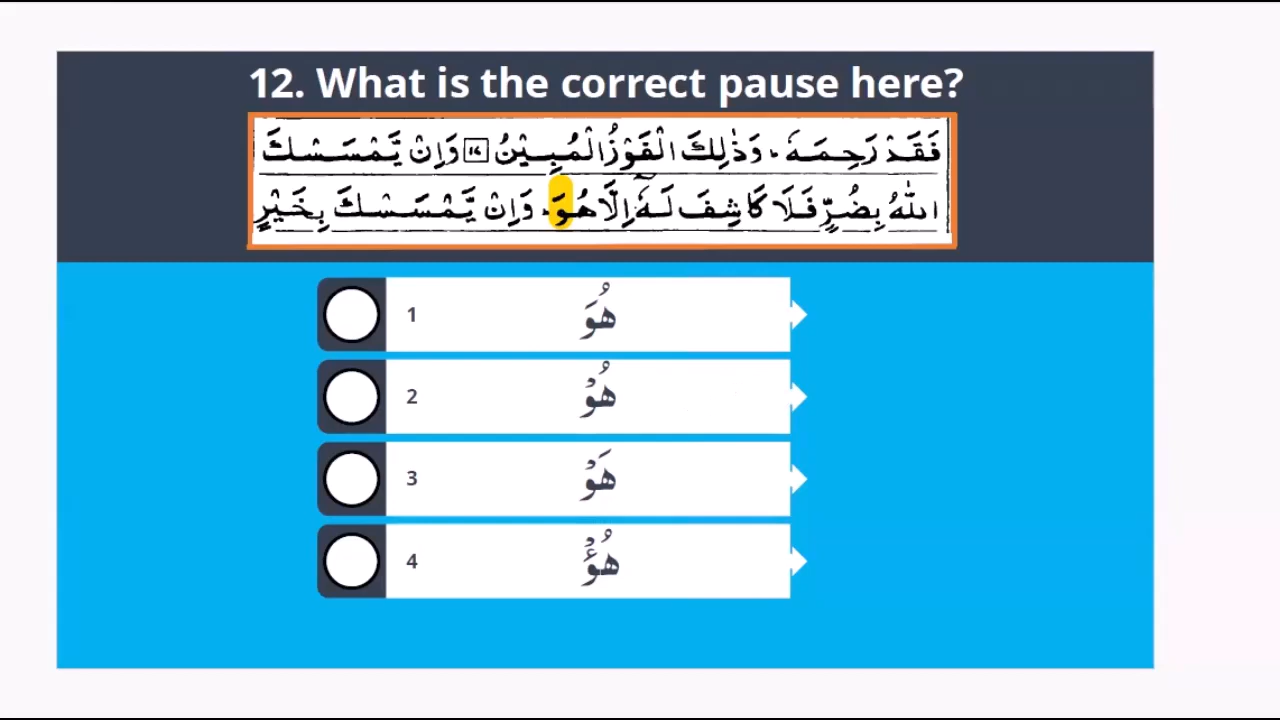 12. What is the correct pause here?
فَقَدْ رَحِمَهٗ ؕ وَذٰلِكَ الْفَوْزُ الْمُبِيْنُ ١٦ وَاِنْ يَّمْسَسْكَ
اللّٰهُ بِضُرٍّ فَلَا كَاشِفَ لَهٗۤ اِلَّا هُوَ ؕ وَاِنْ يَّمْسَسْكَ بِخَيْرٍ
1 هُوَ
2 هُوْ
3 هَوْ
4 هُؤْ